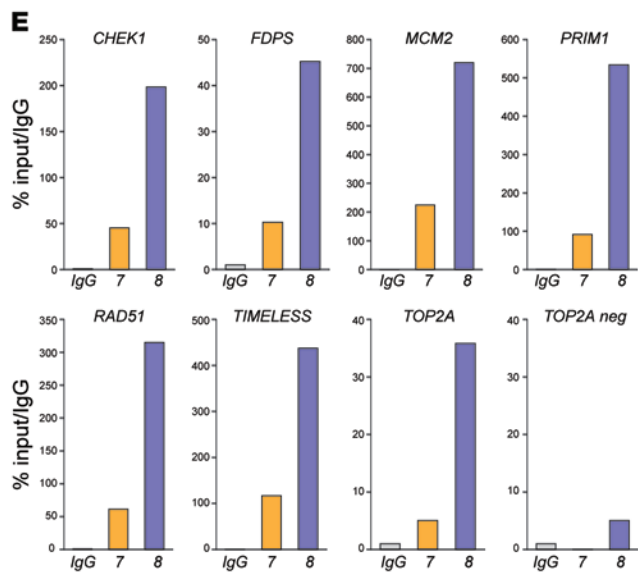 E
CHEK1 FDPS MCM2 PRIM1
% input/IgG
250 200 150 100 50 0
50 40 30 20 10 0
800 700 600 500 400 300 200 100 0
600 500 400 300 200 100 0
IgG 7 8 IgG 7 8 IgG 7 8 IgG 7 8
RAD51 TIMELESS TOP2A TOP2A neg
% input/IgG
350 300 250 200 150 100 50 0
500 400 300 200 100 0
40 30 20 10 0
40 30 20 10 0
IgG 7 8 IgG 7 8 IgG 7 8 IgG 7 8